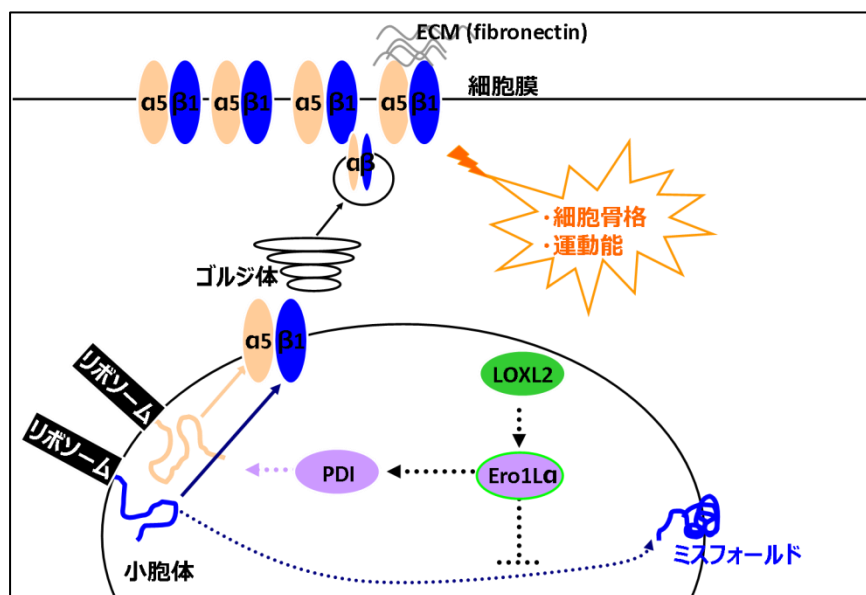 ECM (fibronectin)
細胞膜
α5 β1 α5 β1 α5 β1 α5 β1
αβ
・細胞骨格
・運動能
ゴルジ体
α5 β1
リボソーム
リボソーム
LOXL2
PDI
Ero1Lα
小胞体
ミスフォールド